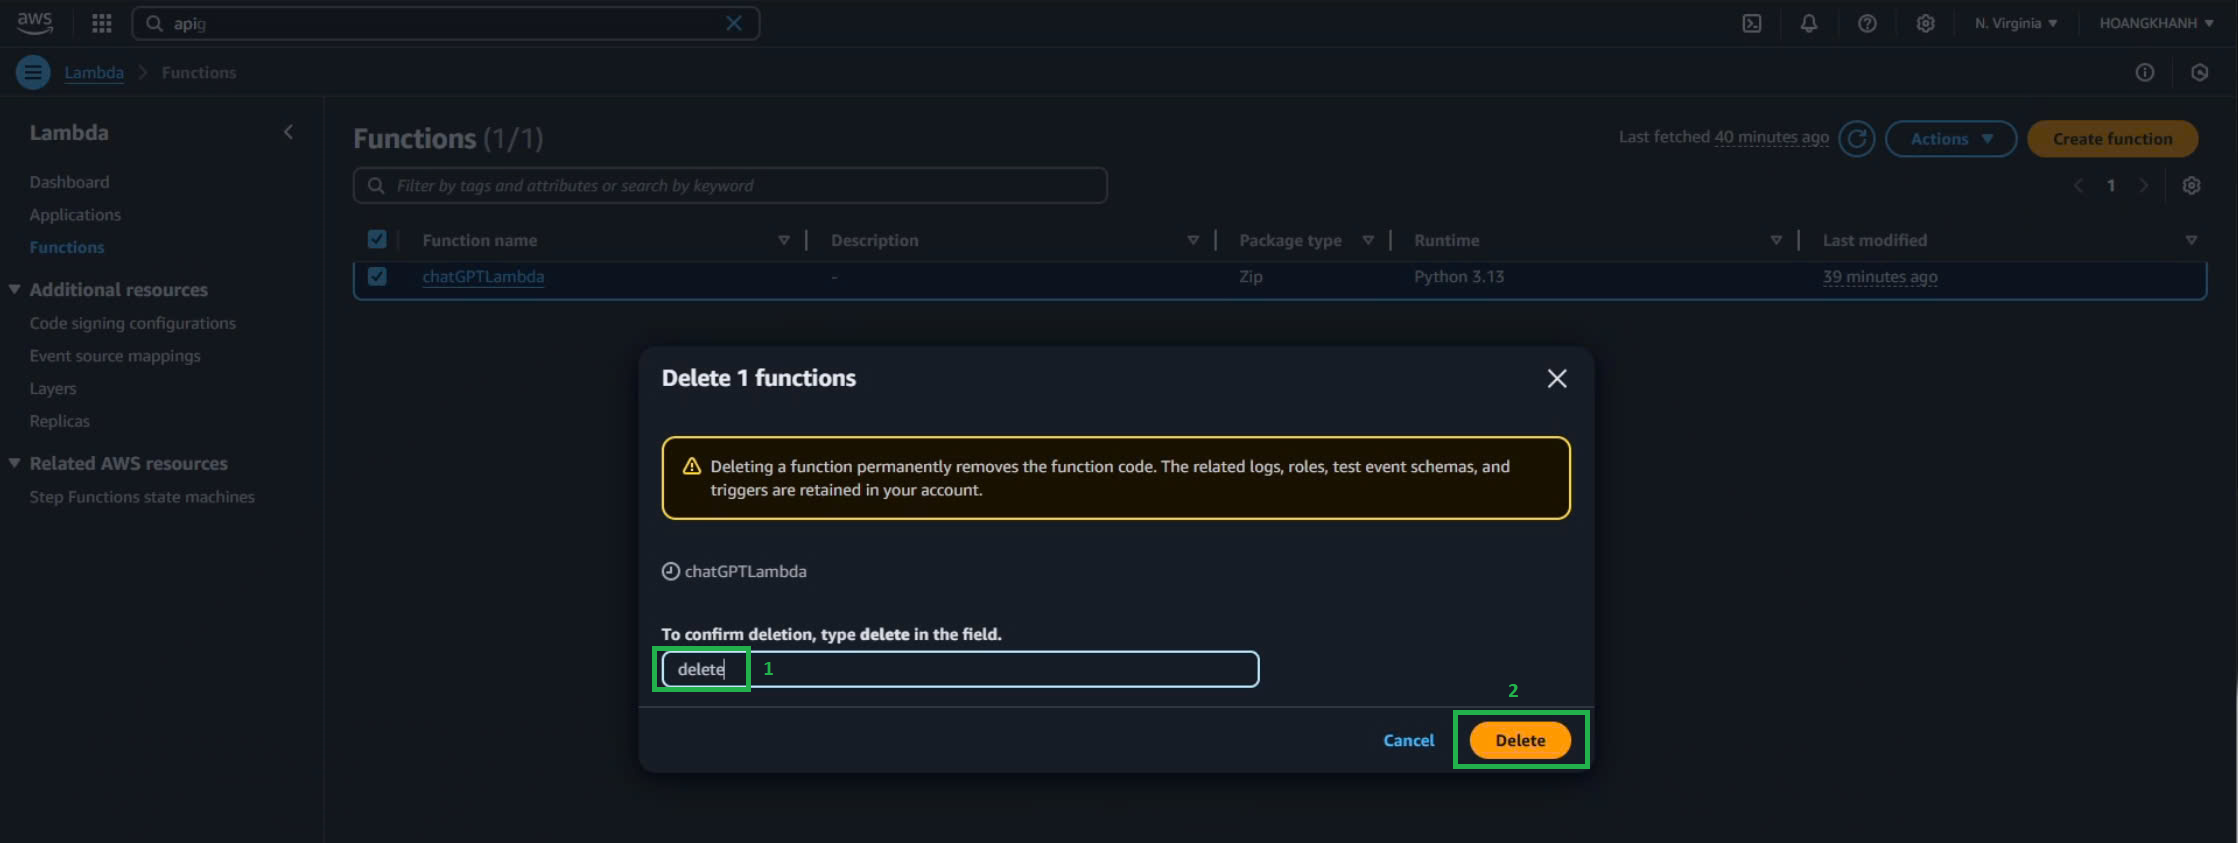 aws
apig
N. Virginia
HOANGKHANH
Lambda
Functions
Lambda
Dashboard
Applications
Functions
Additional resources
Code signing configurations
Event source mappings
Layers
Replicas
Related AWS resources
Step Functions state machines
Functions (1/1)
Last fetched 40 minutes ago
Actions
Create function
Filter by tags and attributes or search by keyword
1
Function name
Description
Package type
Runtime
Last modified
chatGPTLambda
-
Zip
Python 3.13
39 minutes ago
Delete 1 functions
Deleting a function permanently removes the function code. The related logs, roles, test event schemas, and
triggers are retained in your account.
chatGPTLambda
To confirm deletion, type delete in the field.
delete
1
2
Cancel
Delete